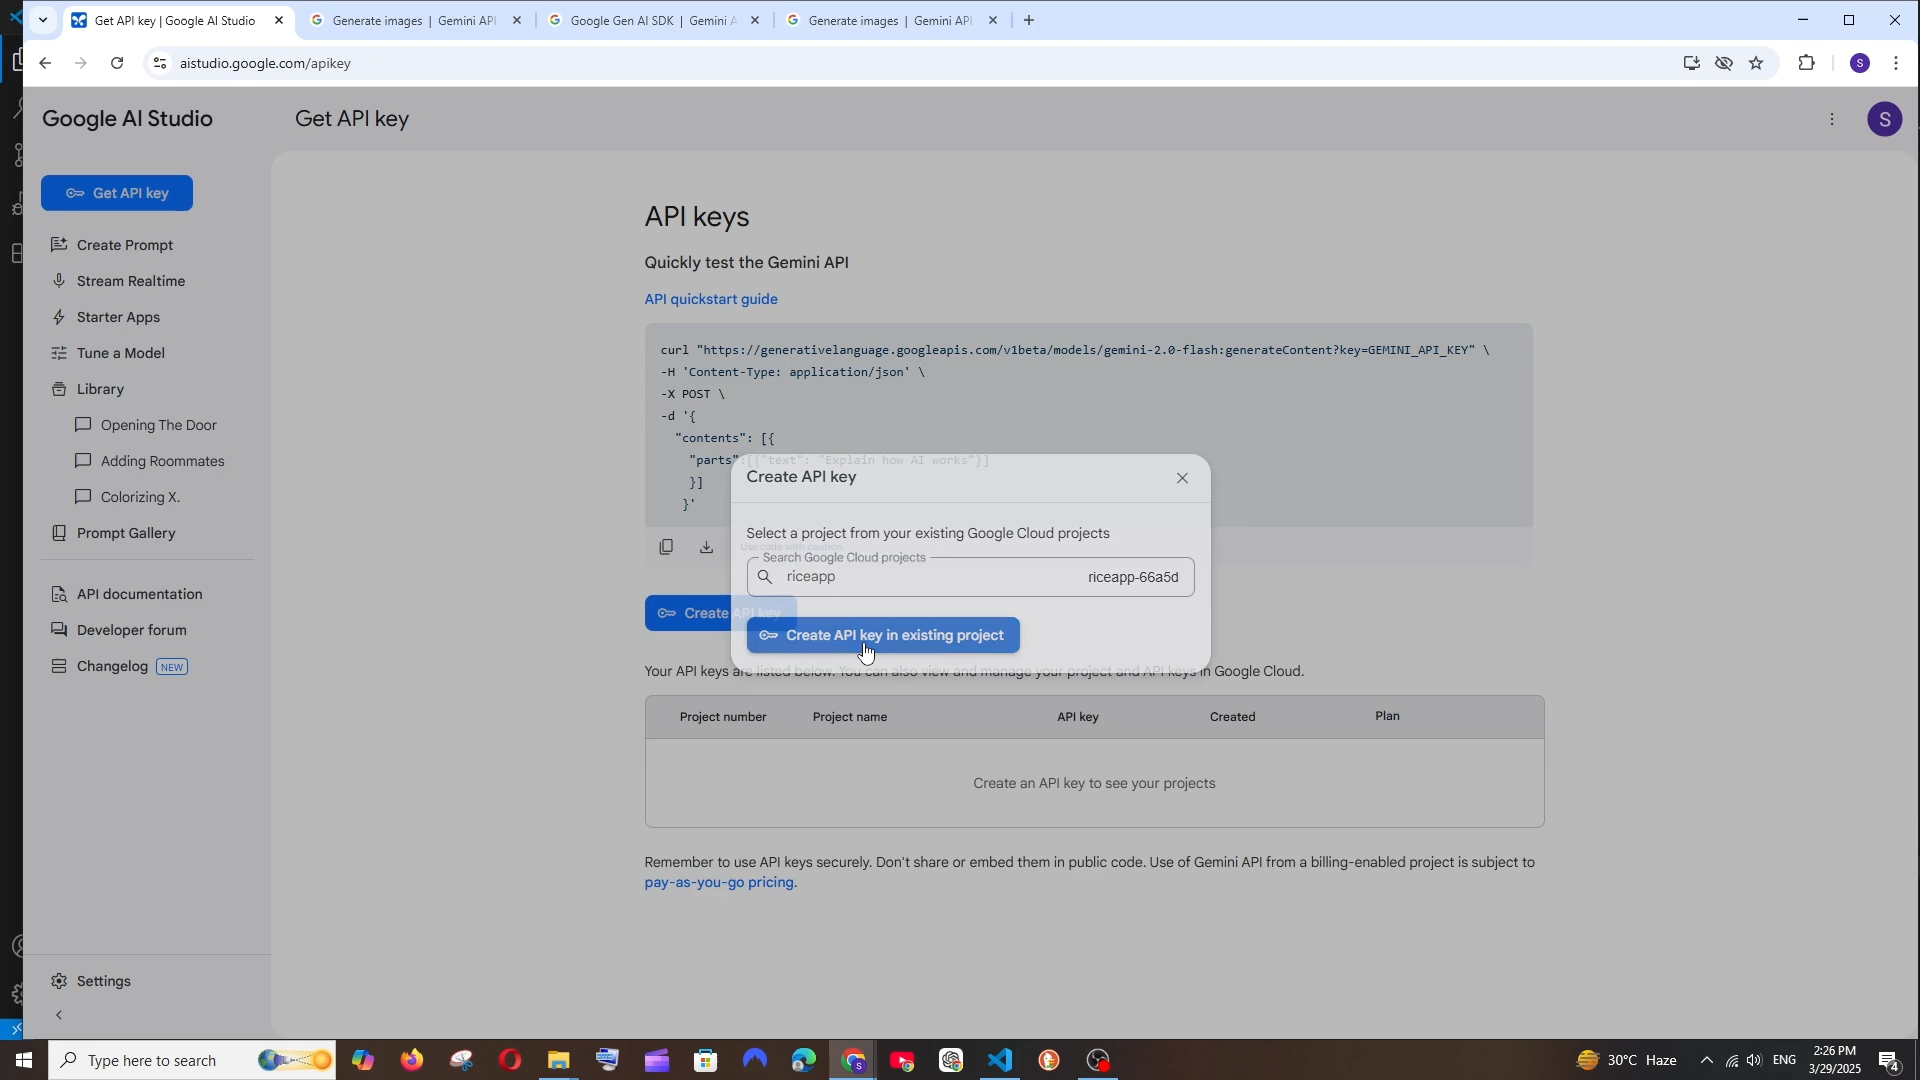 Get API key | Google AI Studio
Generate images | Gemini API
Google Gen AI SDK | Gemini A
Generate images | Gemini API
aistudio.google.com/apikey
S
Google AI Studio
Get API key
S
Get API key
Create Prompt
Stream Realtime
Starter Apps
Tune a Model
Library
Opening The Door
Adding Roommates
Colorizing X.
Prompt Gallery
API documentation
Developer forum
Changelog NEW
Settings
API keys
Quickly test the Gemini API
API quickstart guide
curl "https://generativelanguage.googleapis.com/v1beta/models/gemini-2.0-flash:generateContent?key=GEMINI_API_KEY" \
-H 'Content-Type: application/json' \
-X POST \
-d '{
"contents": [{
"parts":[{"text": "Explain how AI works"}]
}]
}'
Use code with caution.
Create API key
Create API key
Select a project from your existing Google Cloud projects
Search Google Cloud projects
riceapp riceapp-66a5d
Create API key in existing project
Your API keys are listed below. You can also view and manage your project and API keys in Google Cloud.
Project number Project name API key Created Plan
Create an API key to see your projects
Remember to use API keys securely. Don't share or embed them in public code. Use of Gemini API from a billing-enabled project is subject to
pay-as-you-go pricing.
Type here to search
30°C Haze
ENG
2:26 PM
3/29/2025
4